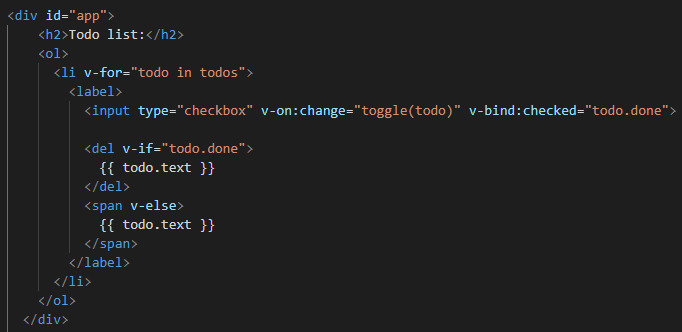 <div id="app">
<h2>Todo list:</h2>
<ol>
<li v-for="todo in todos">
<label>
<input type="checkbox" v-on:change="toggle(todo)" v-bind:checked="todo.done">
<del v-if="todo.done">
{{ todo.text }}
</del>
<span v-else>
{{ todo.text }}
</span>
</label>
</li>
</ol>
</div>